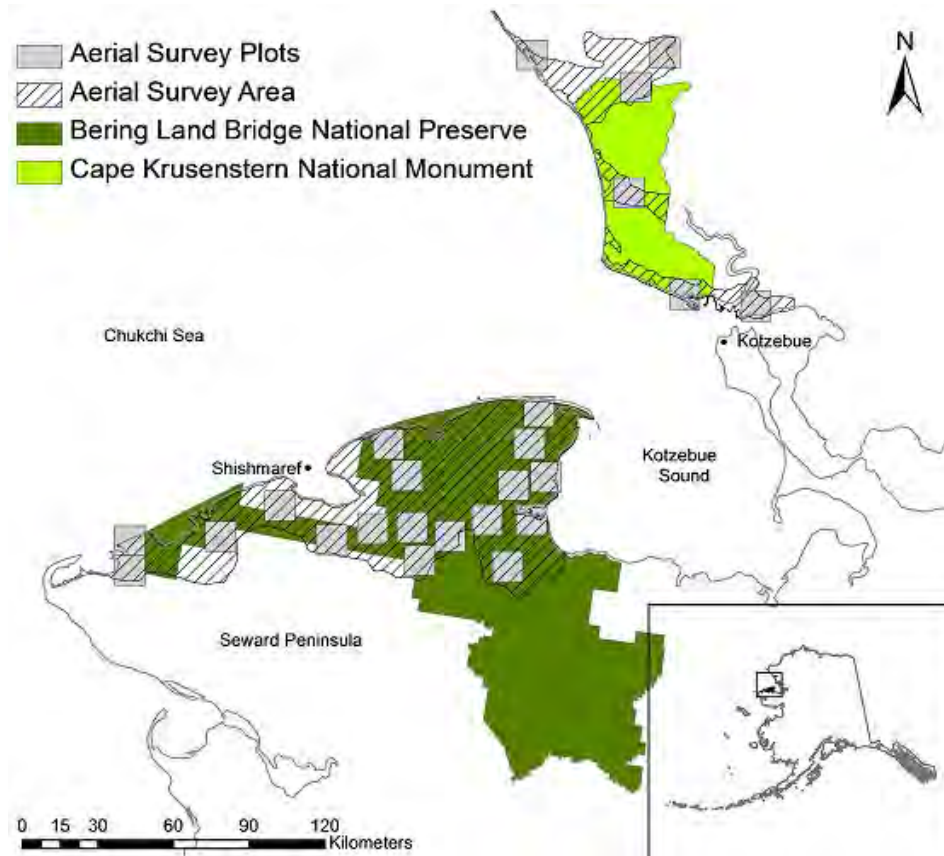 Aerial Survey Plots
Aerial Survey Area
Bering Land Bridge National Preserve
Cape Krusenstern National Monument
N
Chukchi Sea
Kotzebue
Shishmaref
Kotzebue
Sound
Seward Peninsula
0 15 30 60 90 120
Kilometers